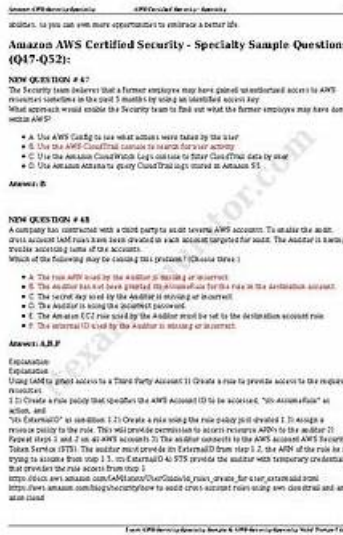 abilities. so you can own more opportunities to embrace a better life.
Amazon AWS Certified Security - Specialty Sample Question
(Q47-Q52):
NEW QUESTION # 47
The Security team believes that a former employee may have gained unauthorized access to AWS
resources sometime in the past 3 months by using an identified access key.
What approach would enable the Security team to find out what the former employee may have don
within AWS?
A. Use AWS Config to see what actions were taken by the user
B. Use the AWS CloudTrail console to search for user activity
C. Use the Amazon CloudWatch Logs console to filter CloudTrail data by user
D. Use Amazon Athena to query CloudTrail logs stored in Amazon S3.
Answer: B
NEW QUESTION # 48
A company has contracted with a third party to audit several AWS accounts. To enable the audit,
cross account IAM roles have been created in each account targeted for audit. The Auditor is having
trouble accessing some of the accounts.
Which of the following may be causing this problem? (Choose three.)
A. The role ARN used by the Auditor is missing or incorrect.
B. The Auditor has not been granted sts:AssumeRole for the role in the destination account.
C. The secret key used by the Auditor is missing or incorrect.
D. The Auditor is using the incorrect password.
E. The Amazon EC2 role used by the Auditor must be set to the destination account role.
F. The external ID used by the Auditor is missing or incorrect.
Answer: A,B,F
Explanation:
Explanation
Using IAM to grant access to a Third Party Account 1) Create a role to provide access to the require
resources
1.1) Create a role policy that specifies the AWS Account ID to be accessed, "sts:AssumeRole" as
action, and
"sts:ExternalID" as condition 1.2) Create a role using the role policy just created 1.3) Assign a
resource policy to the role. This will provide permission to access resource ARNs to the auditor 2)
Repeat steps 1 and 2 on all AWS accounts 3) The auditor connects to the AWS account AWS Securit
Token Service (STS). The auditor must provide its ExternalID from step 1.2, the ARN of the role he i
trying to assume from step 1.3, sts:ExternalID 4) STS provide the auditor with temporary credential
that provides the role access from step 1